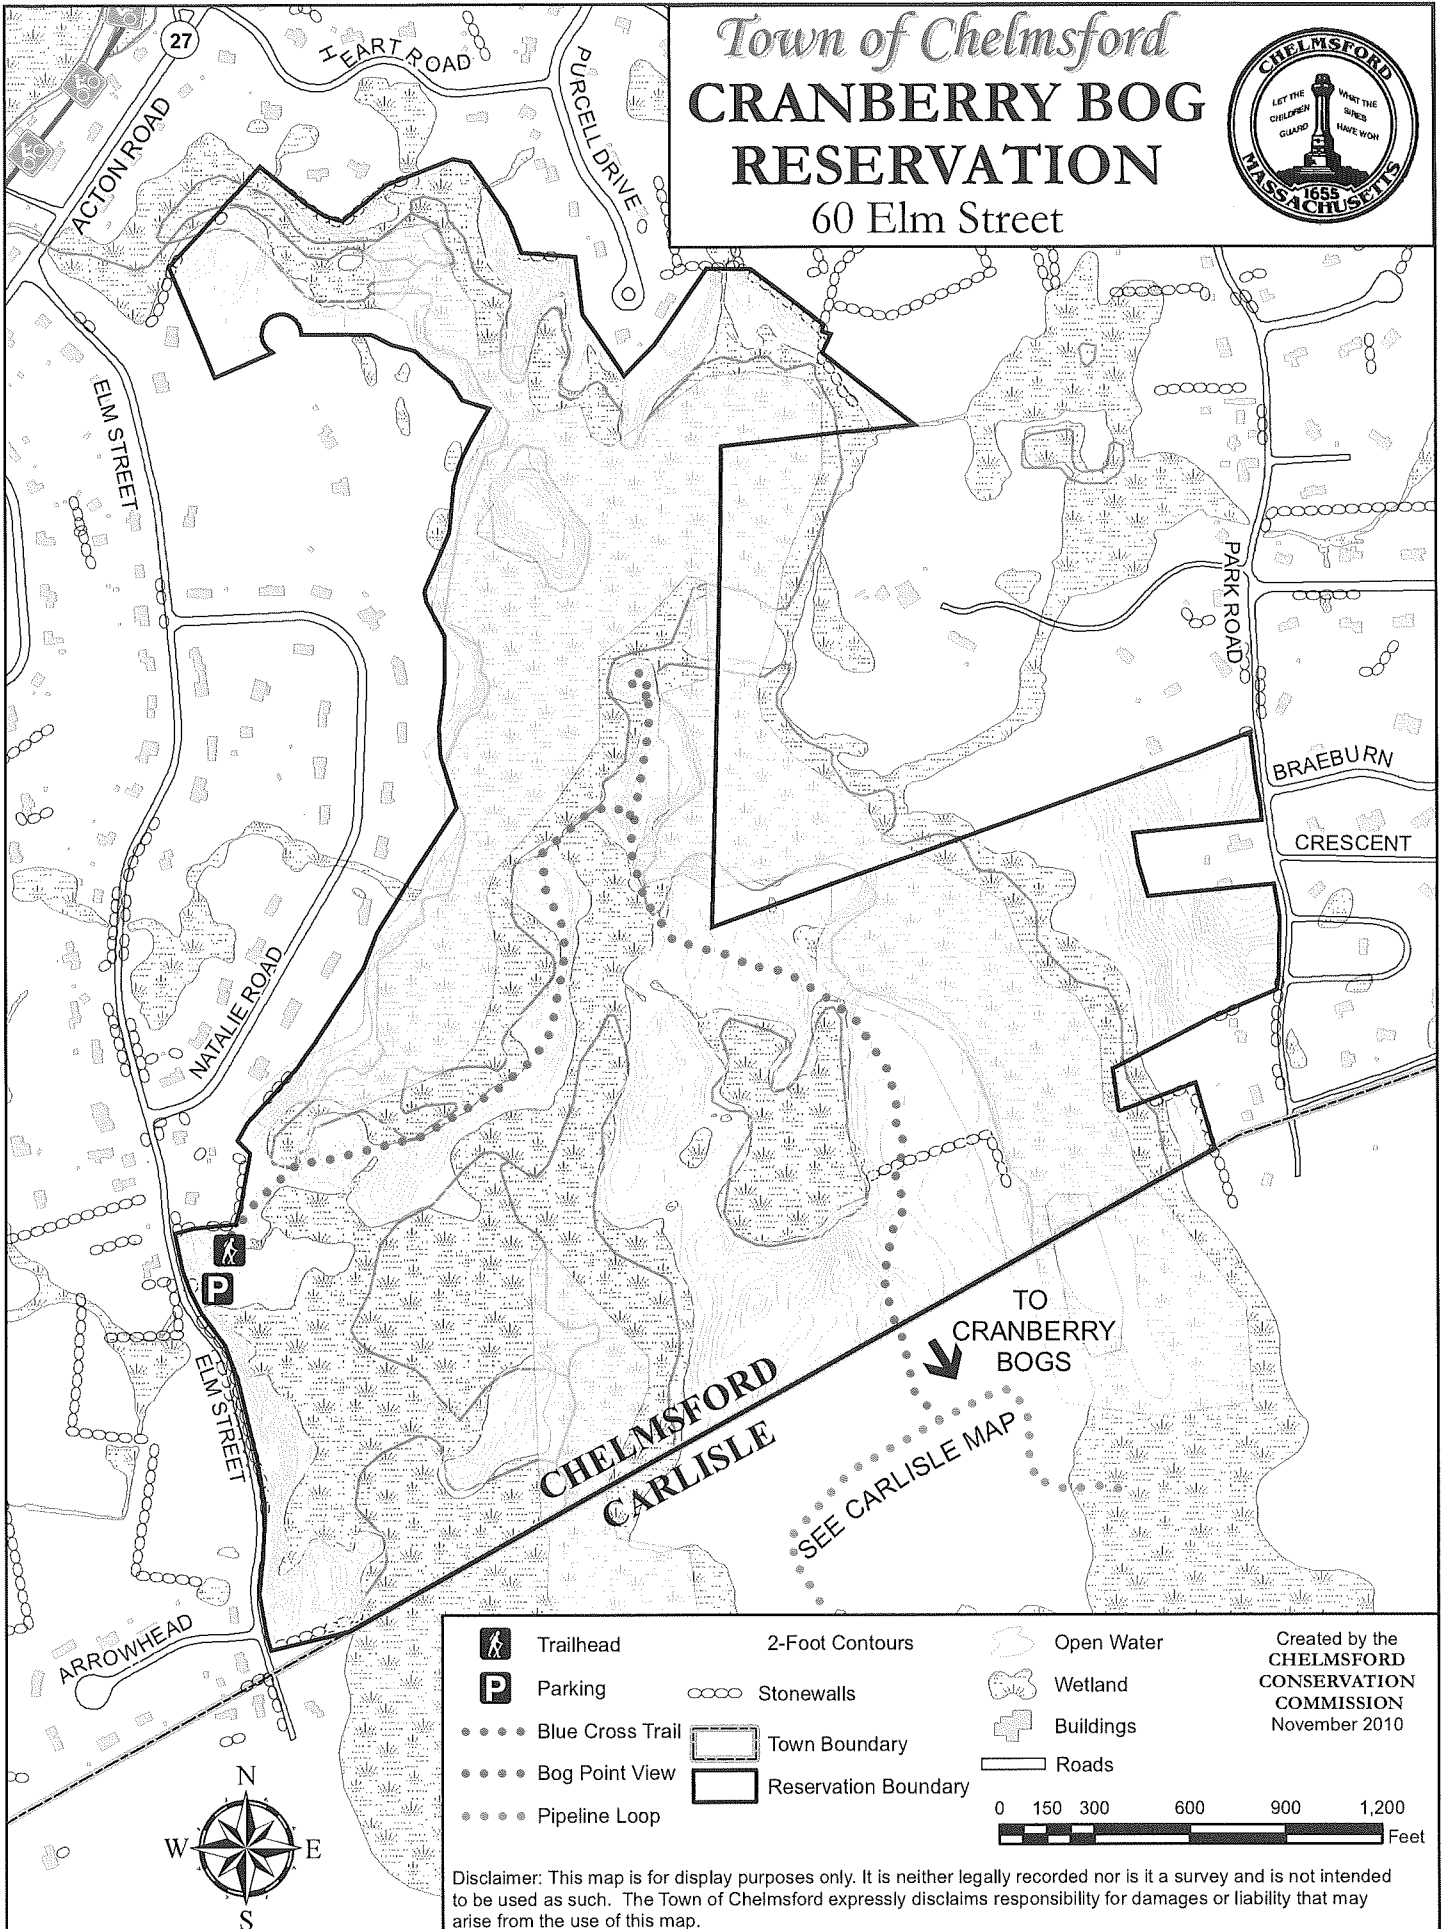 Town of Chelmsford
CRANBERRY BOG
RESERVATION
60 Elm Street
CHELMSFORD
MASSACHUSETTS
LET THE
CHILDREN
GUARD
WHAT THE
SIRES
HAVE WON
1655
27
HEART ROAD
PURCELL DRIVE
ACTON ROAD
ELM STREET
PARK ROAD
BRAEBURN
CRESCENT
NATALIE ROAD
P
ELM STREET
TO
CRANBERRY
BOGS
CHELMSFORD
CARLISLE
SEE CARLISLE MAP
ARROWHEAD
N
W
E
S
Trailhead
P
Parking
Blue Cross Trail
Bog Point View
Pipeline Loop
2-Foot Contours
Stonewalls
Town Boundary
Reservation Boundary
Open Water
Wetland
Buildings
Roads
Created by the
CHELMSFORD
CONSERVATION
COMMISSION
November 2010
0 150 300 600 900 1,200
Feet
Disclaimer: This map is for display purposes only. It is neither legally recorded nor is it a survey and is not intended
to be used as such. The Town of Chelmsford expressly disclaims responsibility for damages or liability that may
arise from the use of this map.